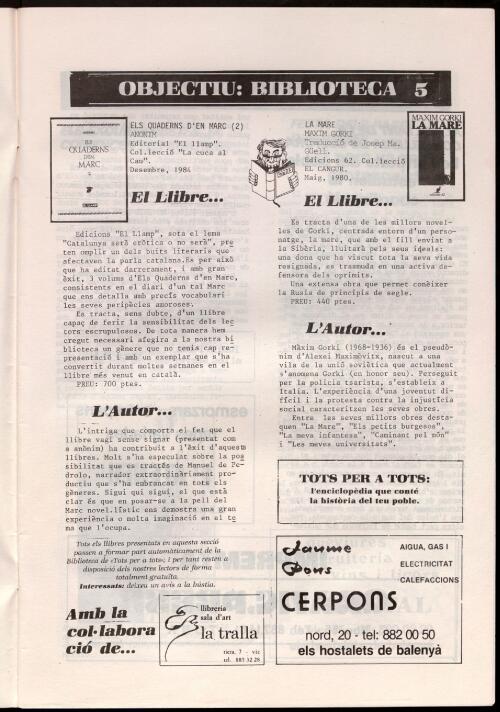 OBJECTIU: BIBLIOTECA 5
ELS
QUADERNS
D'EN
MARC
ELS QUADERNS D'EN MARC (2)
ANONIM
Editorial "El llamp".
Col.lecció "La cuca al
Cau".
Desembre, 1984
El Llibre...
Edicions "El Llamp", sota el lema
"Catalunya serà eròtica o no serà", pre
ten omplir un dels buits literaris que
afectaven la parla catalana.Es per això
que ha editat darrerament, i amb gran
èxit, 3 volums d'Els Quaderns d'en Marc,
consistents en el diari d'un tal Marc
que ens detalla amb precís vocabulari
les seves peripècies amoroses.
Es tracta, sens dubte, d'un llibre
capaç de ferir la sensibilitat dels lec
tors escrupulosos. De tota manera hem
cregut necessari afegir a la nostra bi
blioteca un gènere que no tenia cap re-
presentació i amb un exemplar que s'ha
convertit durant moltes setmanes en el
llibre més venut en català.
PREU: 700 ptes.
L'Autor...
L'intriga que comporta el fet que el
llibre vagi sense signar (presentat com
a anònim) ha contribuït a l'èxit d'aquests
llibres. Molt s'ha especulat sobre la pos
sibilitat que es tractés de Manuel de Pe-
drolo, narrador extraordinàriament pro-
ductiu que s'ha embrancat en tots els
gèneres. Sigui qui sigui, el que està
clar és que en posar-se a la pell del
Marc novel.lístic ens demostra una gran
experiència o molta imaginació en el te
ma que l'ocupa.
Tots els llibres presentats en aquesta secció
passen a formar part automàticament de la
Biblioteca de «Tots per a tots»; i per tant resten a
disposició dels nostres lectors de forma
totalment gratuïta.
Interessats: deixeu un avís a la bústia.
Amb la
col·labora
ció de...
llibreria
sala d'art
la tralla
riera, 7 - vic
tel. 885 32 28
LA MARE
MAXIM GORKI
Traducció de Josep Ma.
Güell.
Edicions 62. Col.lecció
EL CANGUR.
Maig, 1980.
MAXIM GORKI
LA MARE
El Llibre...
Es tracta d'una de les millors novel-
les de Gorki, centrada entorn d'un perso-
natge, la mare, que amb el fill enviat a
la Sibèria, lluitarà pels seus ideals:
una dona que ha viscut tota la seva vida
resignada, es trasmuda en una activa de-
fensora dels oprimits.
Una extensa obra que permet conèixer
la Rusia de principis de segle.
PREU: 440 ptes.
L'Autor...
Màxim Gorki (1968-1936) és el pseudò-
nim d'Alexei Maximòvitx, nascut a una
vila de la unió soviètica que actualment
s'anomena Gorki (en honor seu). Perseguit
per la policia tsarista, s'estableix a
Italia. L'experiència d'una joventut di-
fícil i la protesta contra la injustícia
social caracteritzen les seves obres.
Entre les seves millors obres desta-
quen "La Mare", "Els petits burgesos",
"La meva infantesa", "Caminant pel món"
i "Les meves universitats".
TOTS PER A TOTS:
l'enciclopèdia que conté
la història del teu poble.
Jaume
Pons
AIGUA, GAS I
ELECTRICITAT
CALEFACCIONS
CERPONS
nord, 20 - tel: 882 00 50
els hostalets de balenyà